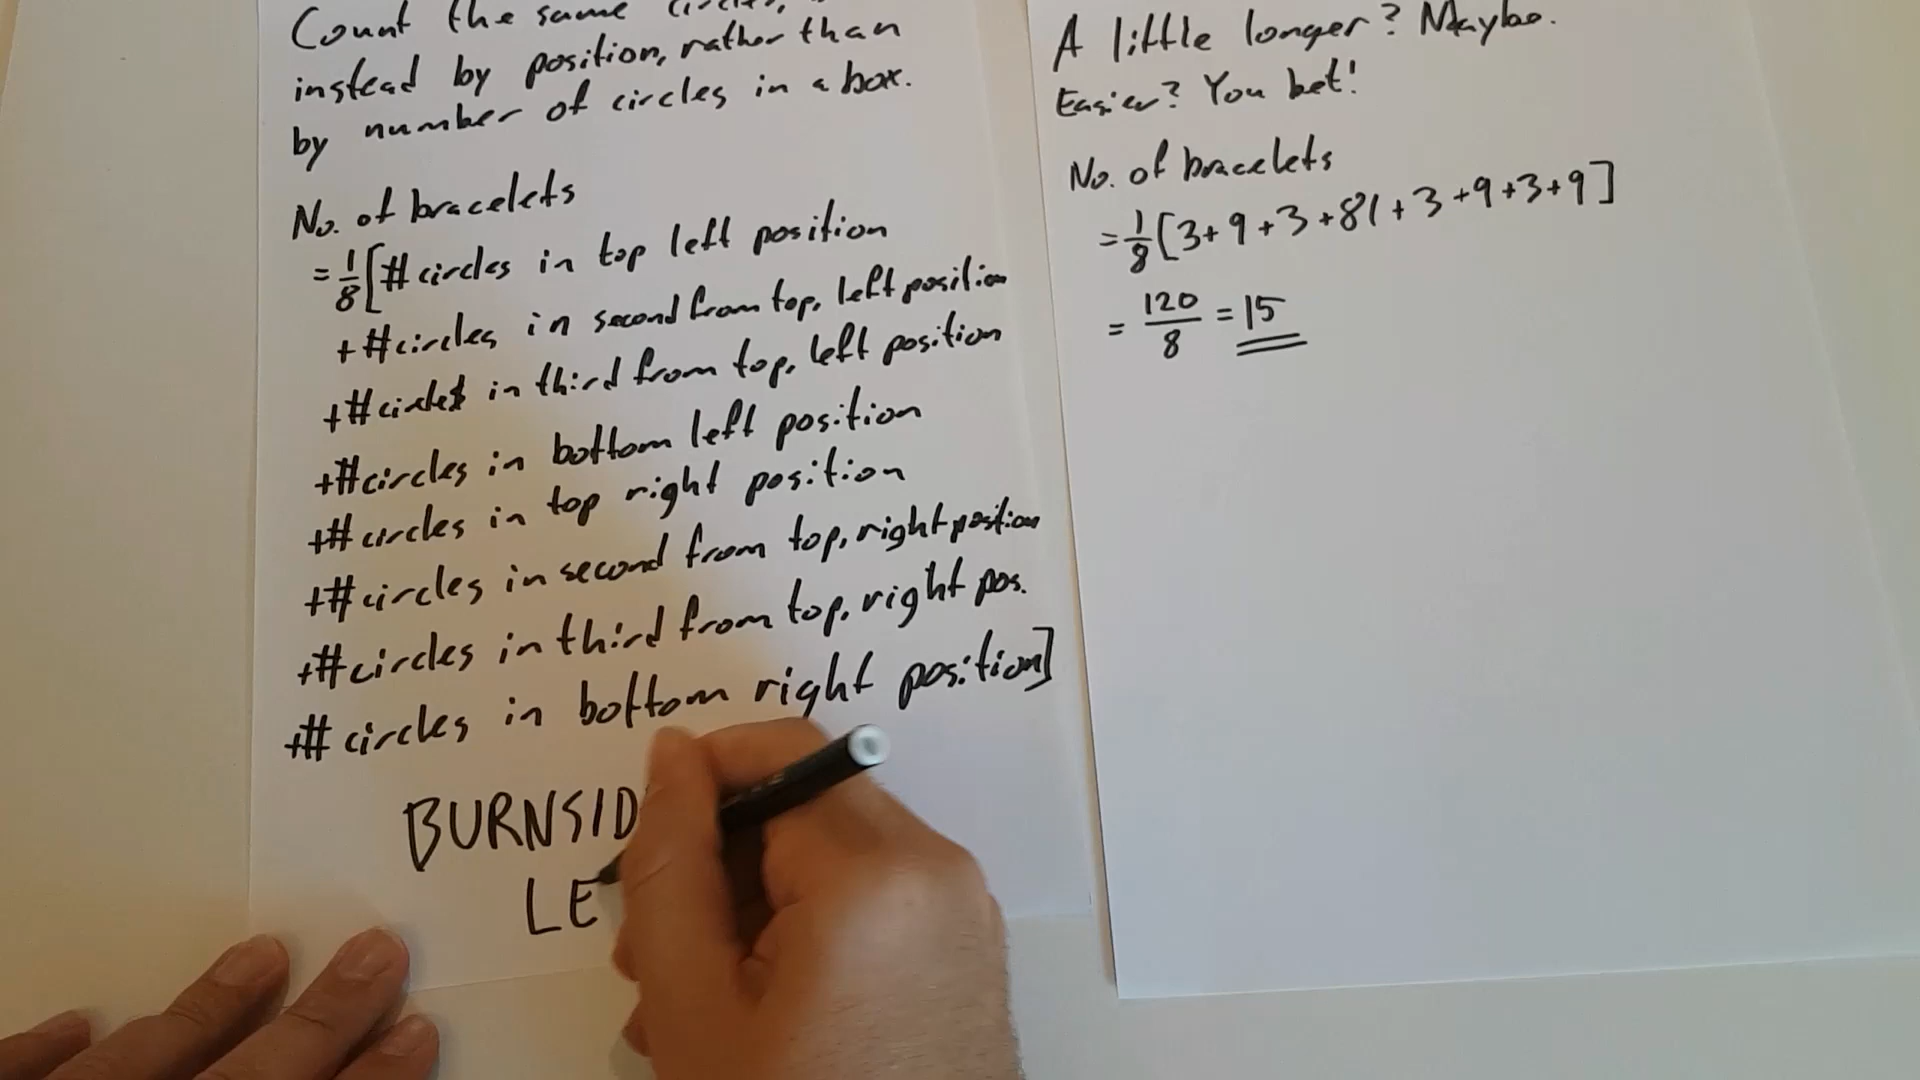 Count the same circles,
instead by position, rather than
by number of circles in a box.
No. of bracelets
= 1/8 [# circles in top left position
+ # circles in second from top, left position
+ # circles in third from top, left position
+ # circles in bottom left position
+ # circles in top right position
+ # circles in second from top, right position
+ # circles in third from top, right pos.
+ # circles in bottom right position]
BURNSID
LE
A little longer? Maybe.
Easier? You bet!
No. of bracelets
= 1/8 [3 + 9 + 3 + 81 + 3 + 9 + 3 + 9]
= 120/8 = 15